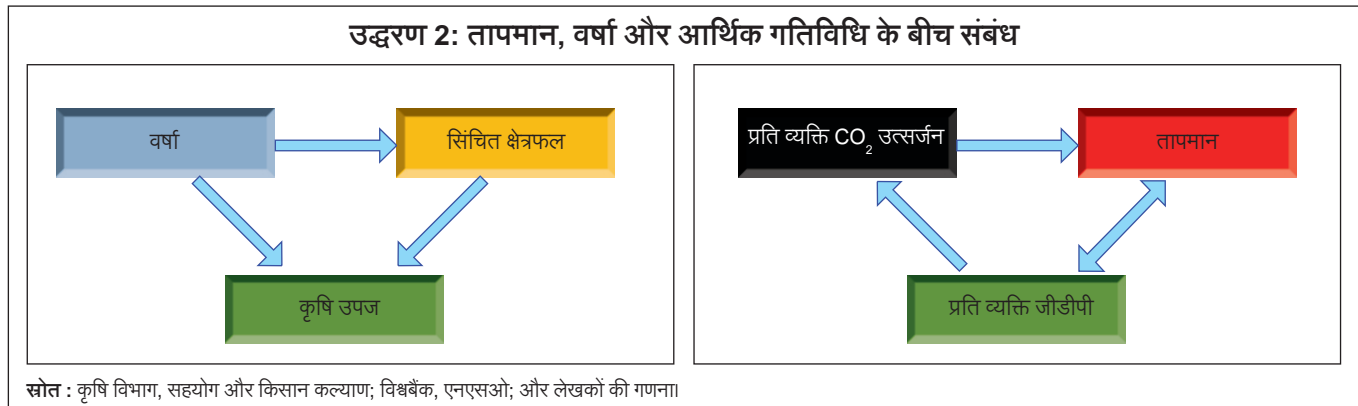 उद्धरण 2: तापमान, वर्षा और आर्थिक गतिविधि के बीच संबंध
वर्षा
सिंचित क्षेत्रफल
कृषि उपज
प्रति व्यक्ति CO₂ उत्सर्जन
तापमान
प्रति व्यक्ति जीडीपी
स्रोत : कृषि विभाग, सहयोग और किसान कल्याण; विश्वबैंक, एनएसओ; और लेखकों की गणना।